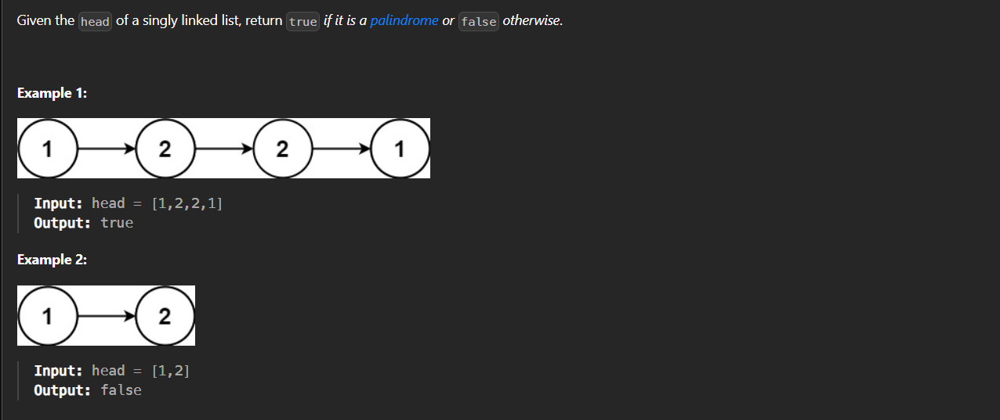 Given the head of a singly linked list, return true if it is a palindrome or false otherwise.
Example 1:
1 2 2 1
Input: head = [1,2,2,1]
Output: true
Example 2:
1 2
Input: head = [1,2]
Output: false